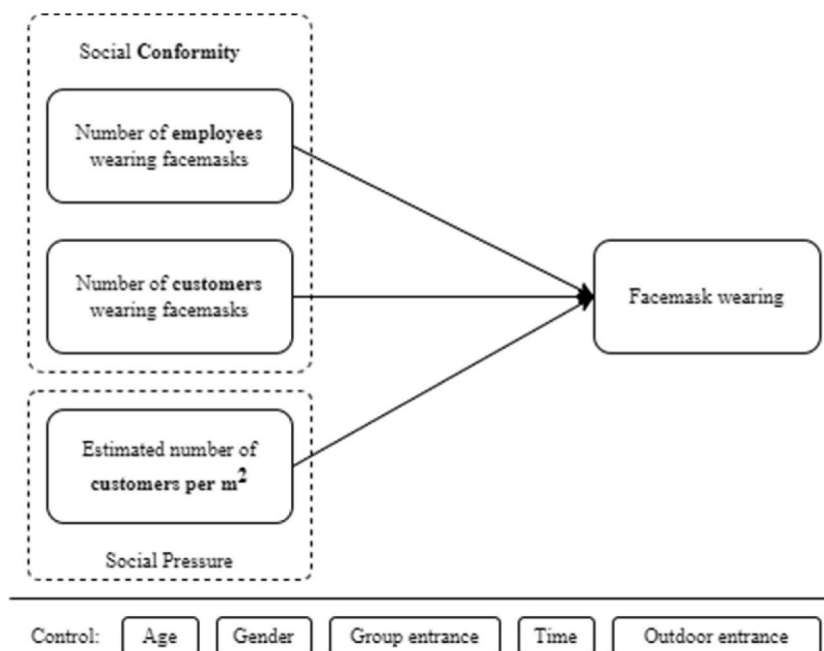 Social Conformity
Number of employees
wearing facemasks
Number of customers
wearing facemasks
Facemask wearing
Estimated number of
customers per m²
Social Pressure
Control: Age Gender Group entrance Time Outdoor entrance